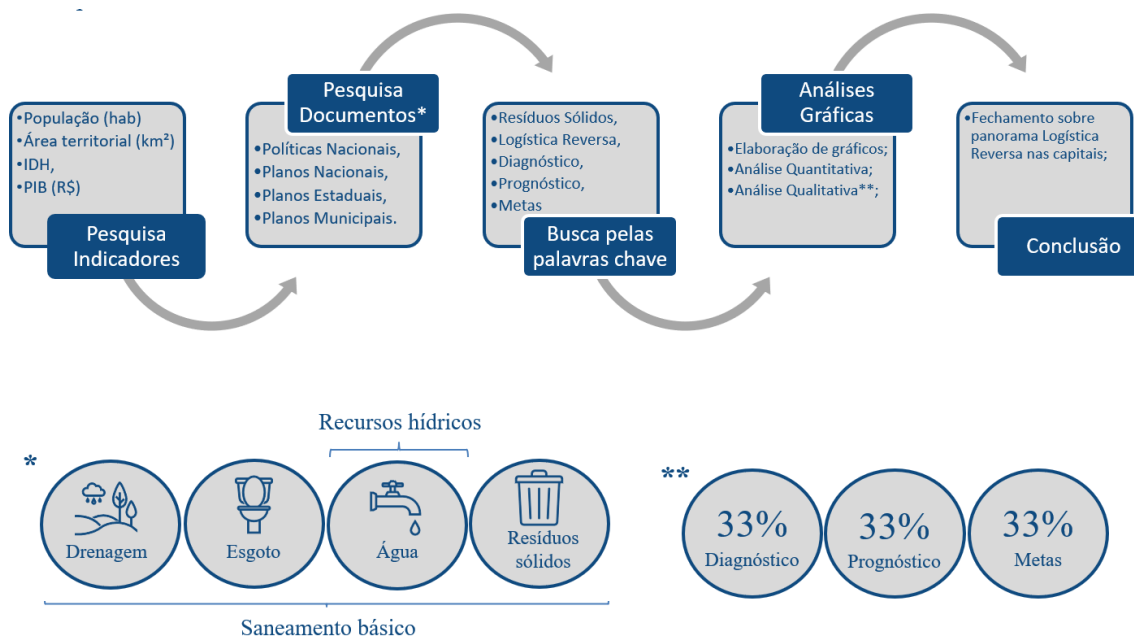 •População (hab)
•Área territorial (km²)
•IDH,
•PIB (R$)
Pesquisa
Indicadores
Pesquisa
Documentos*
•Políticas Nacionais,
•Planos Nacionais,
•Planos Estaduais,
•Planos Municipais.
•Resíduos Sólidos,
•Logística Reversa,
•Diagnóstico,
•Prognóstico,
•Metas
Busca pelas
palavras chave
Análises
Gráficas
•Elaboração de gráficos;
•Análise Quantitativa;
•Análise Qualitativa**;
•Fechamento sobre
panorama Logística
Reversa nas capitais;
Conclusão
*
Recursos hídricos
Drenagem
Esgoto
Água
Resíduos
sólidos
Saneamento básico
**
33%
Diagnóstico
33%
Prognóstico
33%
Metas